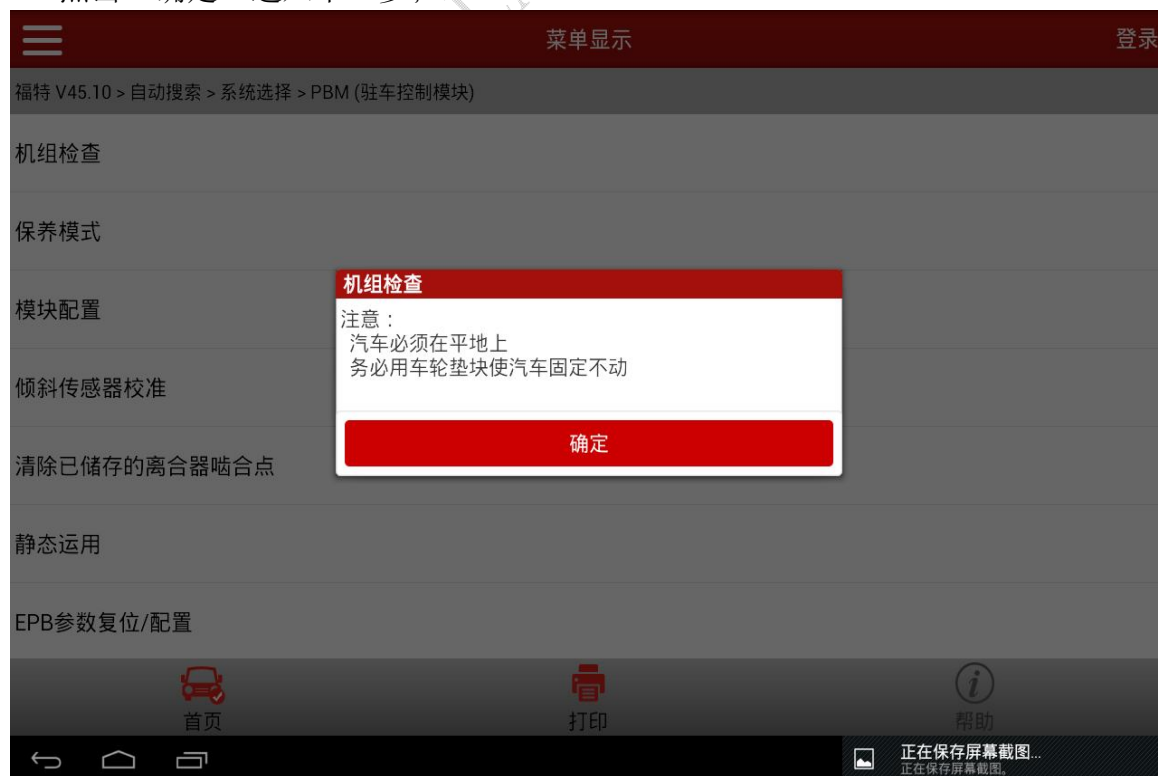 菜单显示
登录
福特 V45.10 > 自动搜索 > 系统选择 > PBM (驻车控制模块)
机组检查
保养模式
模块配置
倾斜传感器校准
清除已储存的离合器啮合点
静态运用
EPB参数复位/配置
机组检查
注意：
汽车必须在平地上
务必用车轮垫块使汽车固定不动
确定
首页
打印
帮助
正在保存屏幕截图...
正在保存屏幕截图。